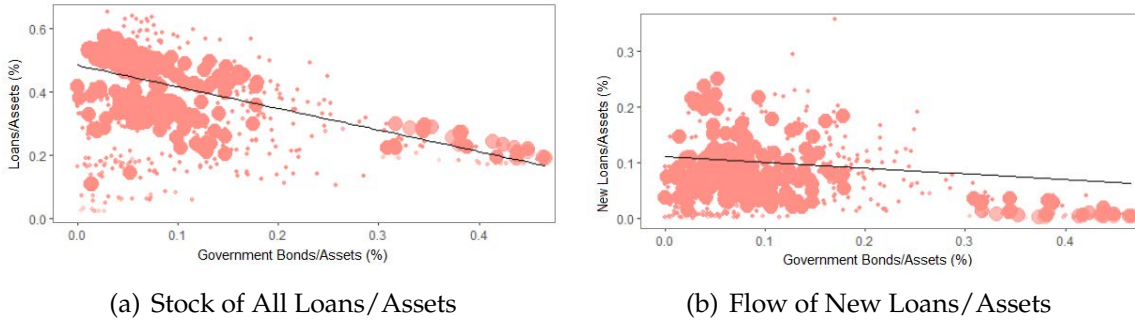 0.6
0.4
0.2
0.0
Loans/Assets (%)
0.0 0.1 0.2 0.3 0.4
Government Bonds/Assets (%)
(a) Stock of All Loans/Assets
0.3
0.2
0.1
0.0
New Loans/Assets (%)
0.0 0.1 0.2 0.3 0.4
Government Bonds/Assets (%)
(b) Flow of New Loans/Assets